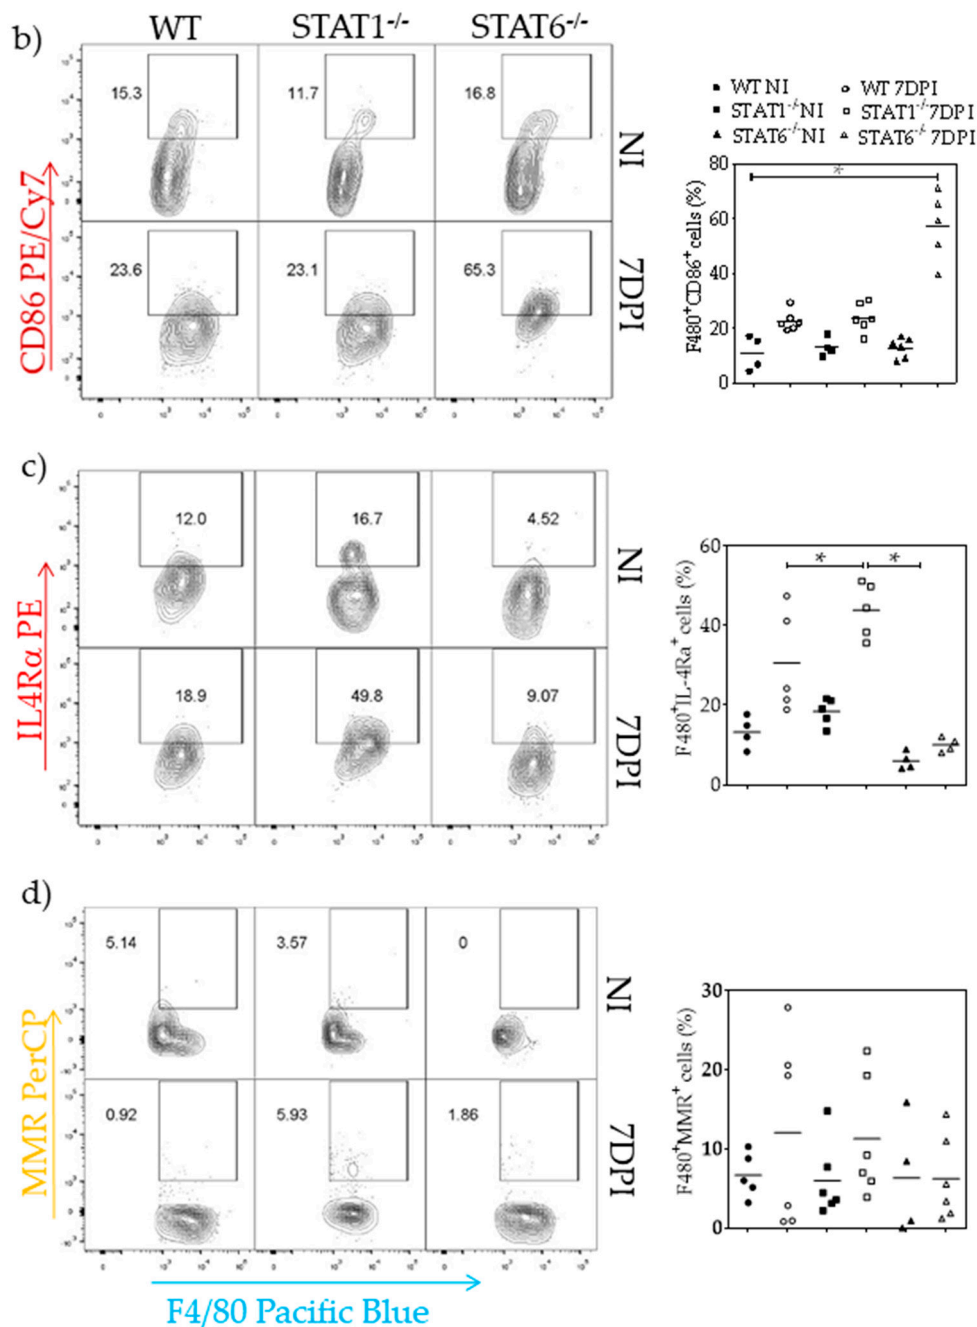 b)
WT STAT1-/- STAT6-/-
15.3 11.7 16.8
NI
23.6 23.1 65.3
7DPI
CD86 PE/Cy7
WT NI WT 7DPI
STAT1-/-NI STAT1-/-7DPI
STAT6-/-NI STAT6-/-7DPI
F480+CD86+ cells (%)
80
60
40
20
0
*
c)
12.0 16.7 4.52
NI
18.9 49.8 9.07
7DPI
IL4Rα PE
F480+IL-4Ra+ cells (%)
60
40
20
0
* *
d)
5.14 3.57 0
NI
0.92 5.93 1.86
7DPI
MMR PerCP
F4/80 Pacific Blue
F480+MMR+ cells (%)
30
20
10
0